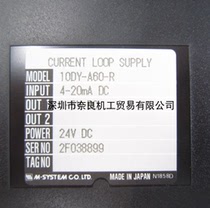 CURRENT LOOP SUPPLY
MODEL 10DY-A60-R
INPUT 4-20mA DC
OUT 1
深圳市奈良机工贸易有限公司
OUT 2
POWER 24V DC
SER NO 2F038899
TAG NO
M-SYSTEM CO., LTD. MADE IN JAPAN N1858D